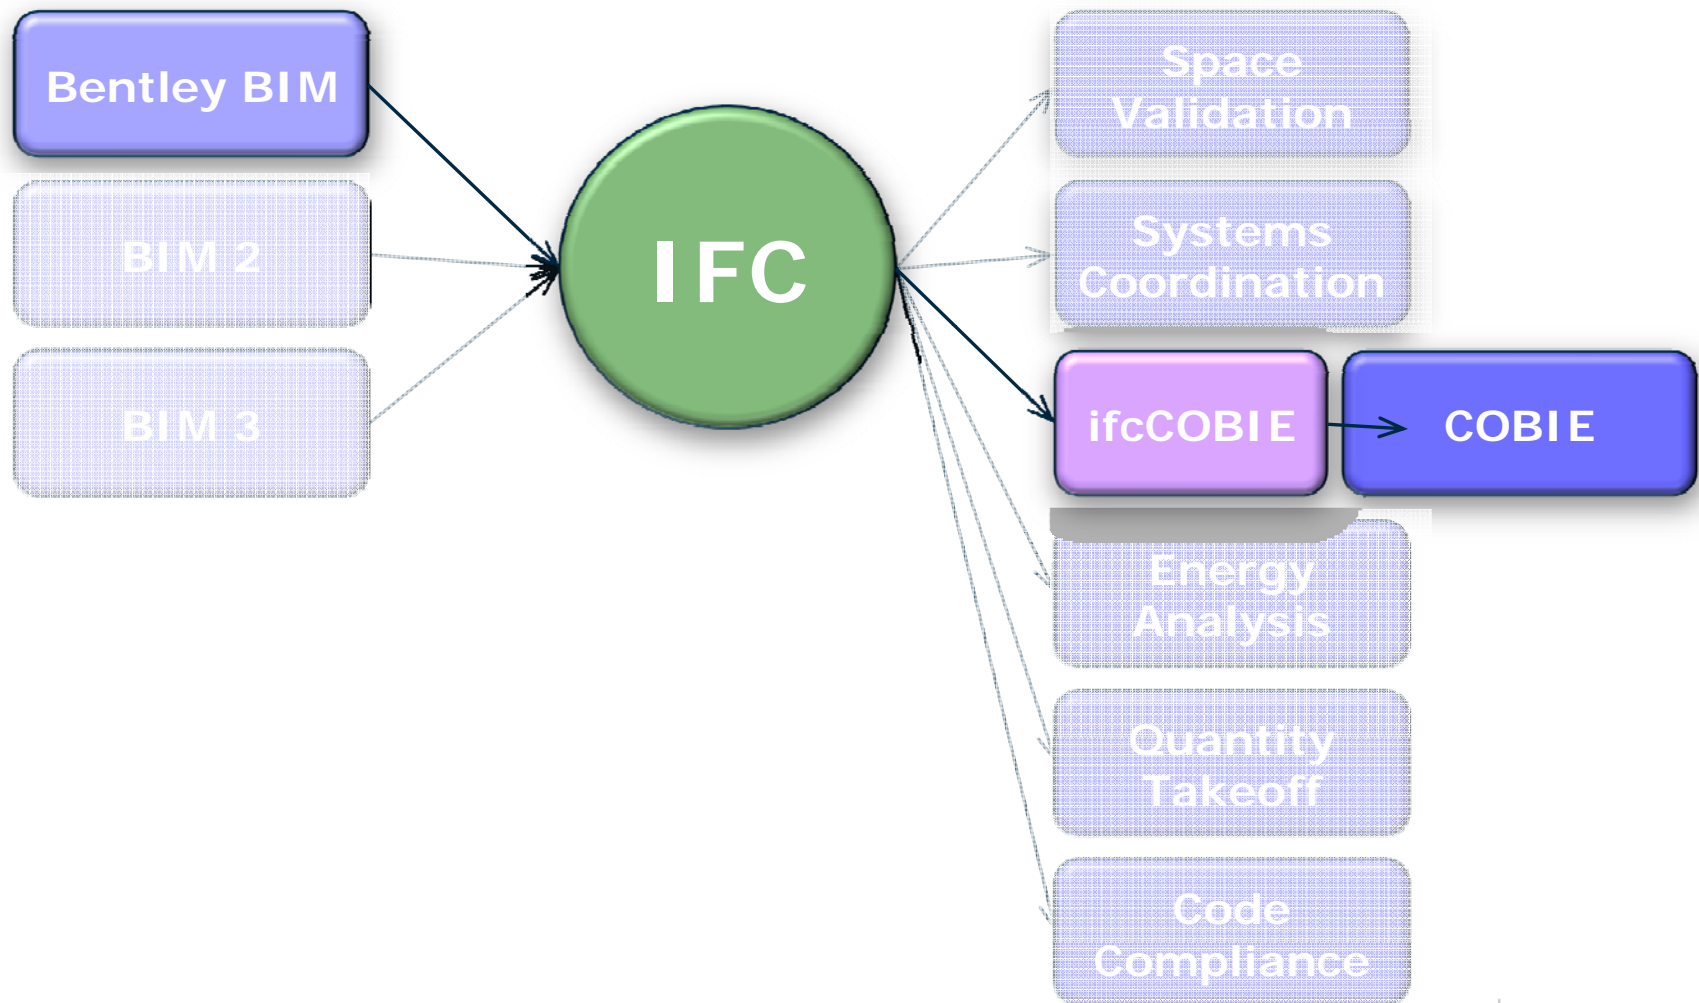 Bentley BIM
BIM 2
BIM 3
IFC
Space
Validation
Systems
Coordination
ifcCOBIE
COBIE
Energy
Analysis
Quantity
Takeoff
Code
Compliance